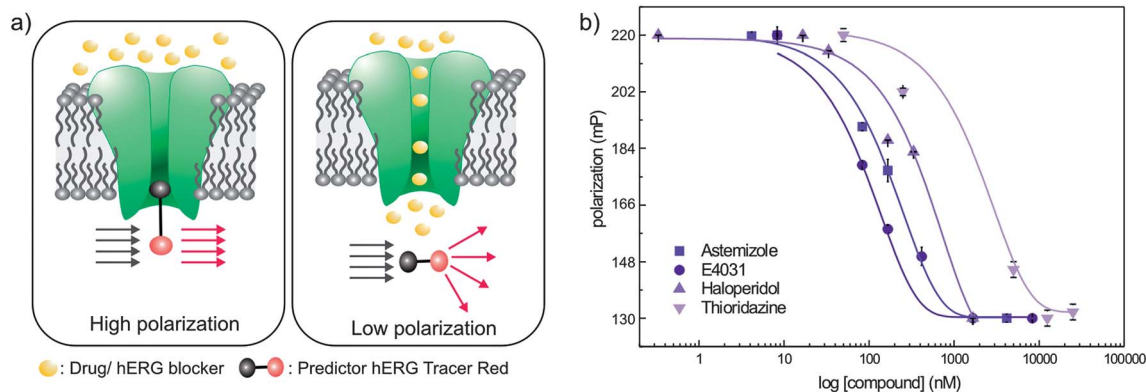 a)
High polarization
Low polarization
: Drug/ hERG blocker
: Predictor hERG Tracer Red
b)
polarization (mP)
220
202
184
166
148
130
Astemizole
E4031
Haloperidol
Thioridazine
1 10 100 1000 10000 100000
log [compound] (nM)